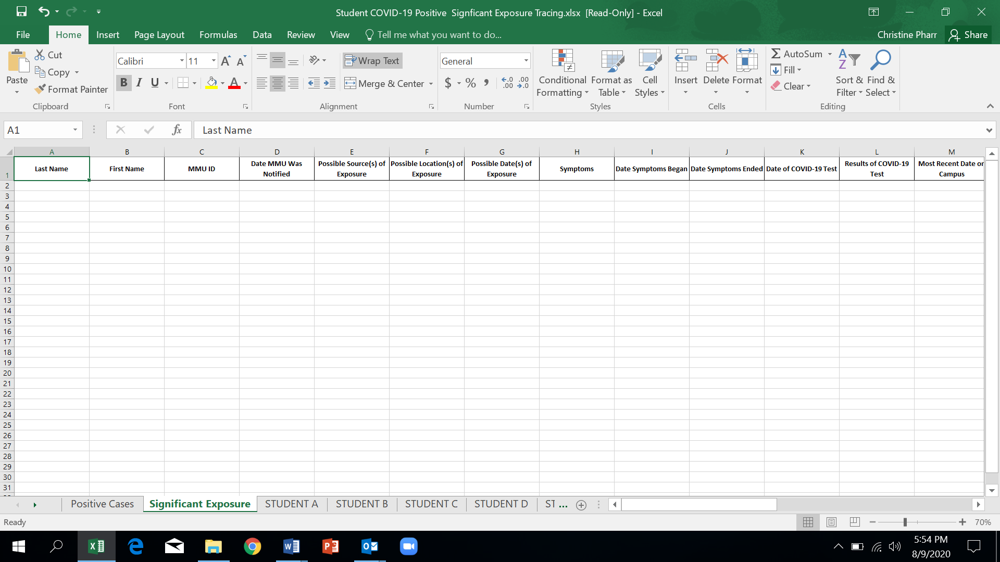 Student COVID-19 Positive  Signficant Exposure Tracing.xlsx  [Read-Only] - Excel
File Home Insert Page Layout Formulas Data Review View Tell me what you want to do... Christine Pharr Share
Paste
Cut
Copy
Format Painter
Clipboard
Calibri 11
B I U
Font
Wrap Text
Merge & Center
Alignment
General
$ % , .0 .00 .00 .0
Number
Conditional Formatting
Format as Table
Cell Styles
Styles
Insert Delete Format
Cells
AutoSum
Fill
Clear
Sort & Filter
Find & Select
Editing
A1 fx Last Name
A B C D E F G H I J K L M
1 Last Name First Name MMU ID Date MMU Was Notified Possible Source(s) of Exposure Possible Location(s) of Exposure Possible Date(s) of Exposure Symptoms Date Symptoms Began Date Symptoms Ended Date of COVID-19 Test Results of COVID-19 Test Most Recent Date or Campus
2
3
4
5
6
7
8
9
10
11
12
13
14
15
16
17
18
19
20
21
22
23
24
25
26
27
28
29
30
31
Positive Cases Significant Exposure STUDENT A STUDENT B STUDENT C STUDENT D ST ...
Ready 70%
5:54 PM
8/9/2020